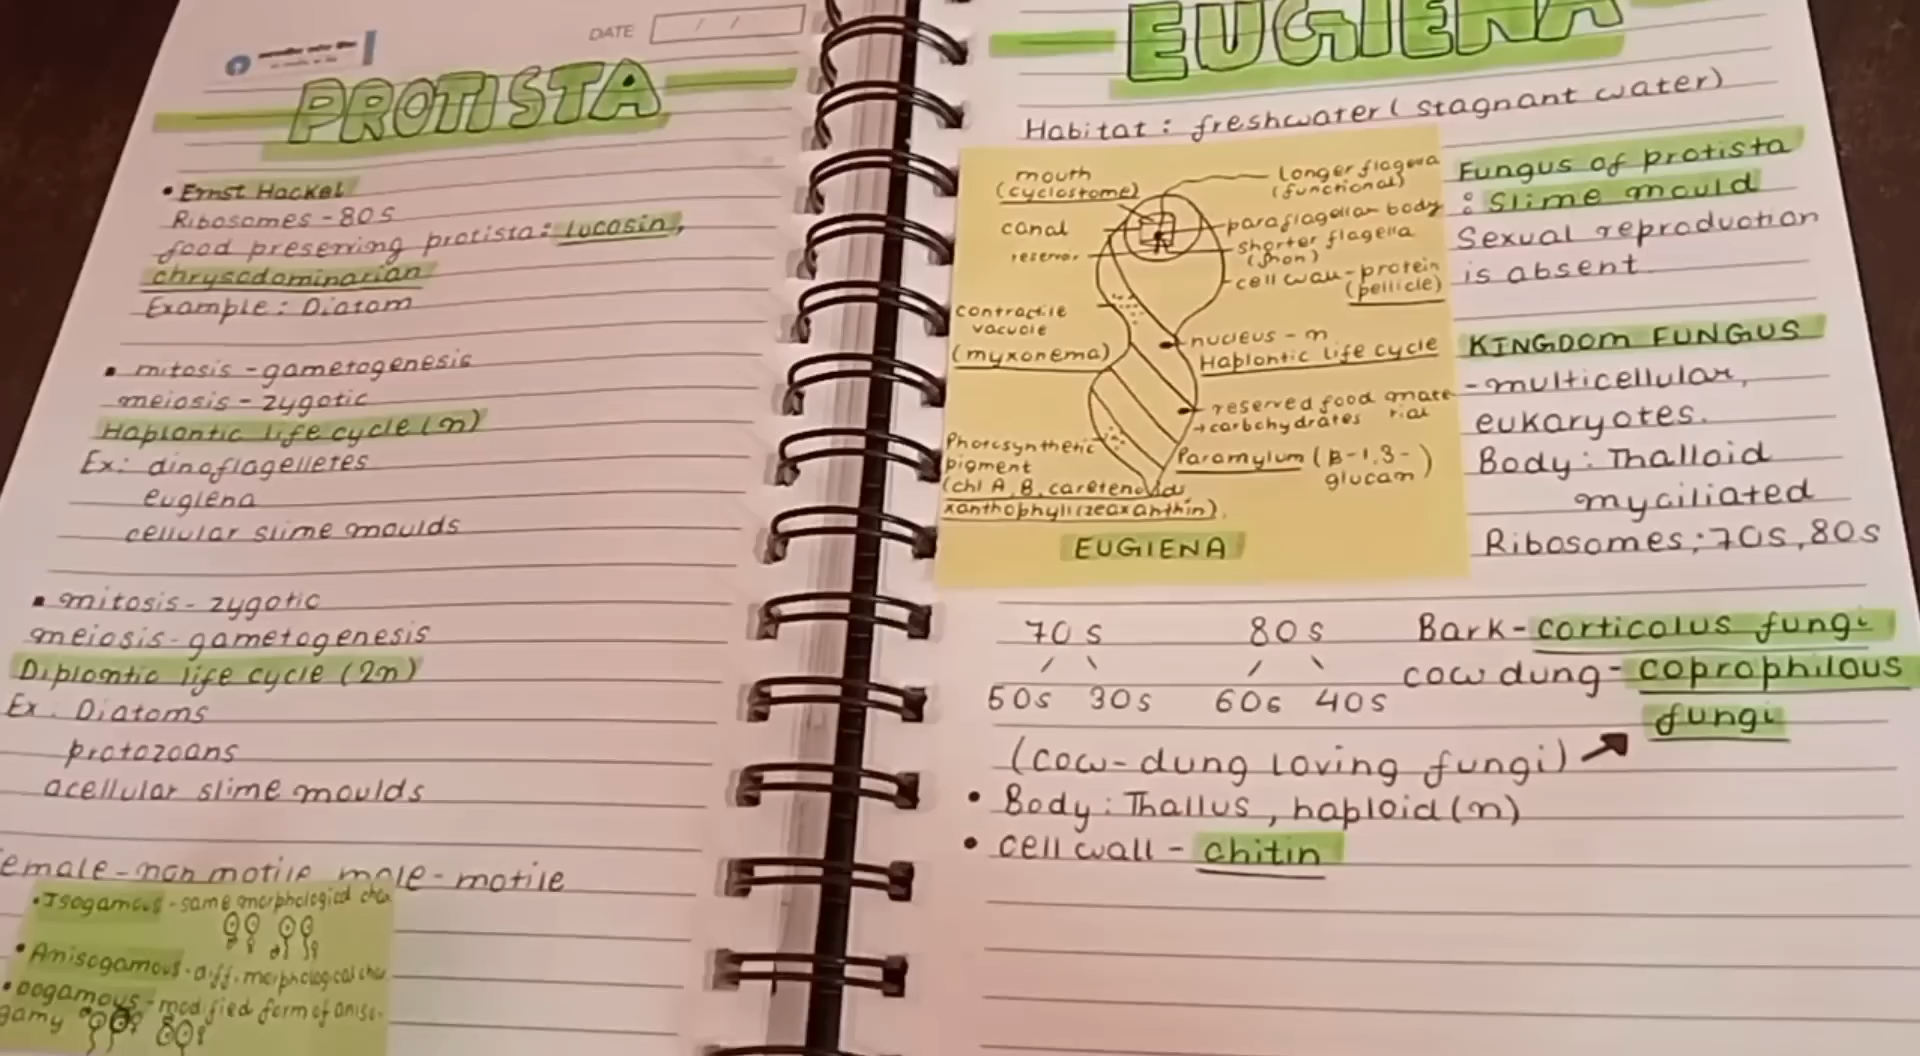 DATE
PROTISTA
• Ernst Hackel
Ribosomes - 80s
food preserving protista: lucosin,
chrysodominarian
Example: Diatom
• mitosis - gametogenesis
meiosis - zygotic
Haplontic life cycle (n)
Ex: dinoflagelletes
euglena
cellular slime moulds
• mitosis - zygotic
meiosis - gametogenesis
Diplontic life cycle (2n)
Ex. Diatoms
protozoans
acellular slime moulds
emale - non motile male - motile
• Isogamous - same morphological cha
• Anisogamous - diff. morphological cha
• oogamous - modified form of aniso-
gamy
EUGIENA
Habitat: freshwater (stagnant water)
mouth
(cyclostome)
canal
reservoir
contractile
vacuole
(myxonema)
Photosynthetic
pigment
(chl A, B, caretenoids
xanthophyll (zeaxanthin).
longer flagella
(functional)
paraflagellar body
shorter flagella
cell wall - protein
(pellicle)
nucleus - n
Haplontic life cycle
reserved food mate
rial
→ carbohydrates
Paramylum (B-1,3-
glucan)
EUGIENA
Fungus of protista
: Slime mould
Sexual reproduction
is absent
KINGDOM FUNGUS
- multicellular,
eukaryotes.
Body: Thalloid
myciliated
Ribosomes: 70s, 80s
70 s 80 s
50s 30s 60s 40s
Bark - corticolus fungi
cow dung - coprophilous
fungi
(cow-dung loving fungi)
• Body: Thallus, haploid (n)
• cell wall - chitin